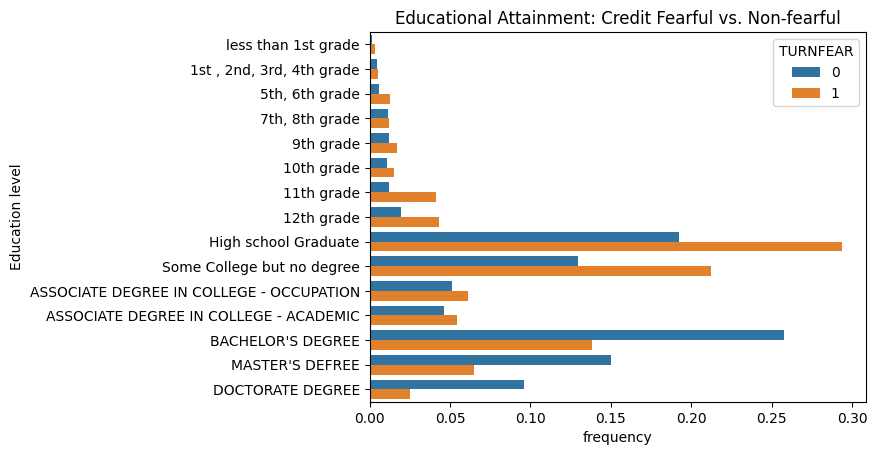 Educational Attainment: Credit Fearful vs. Non-fearful
TURNFEAR
0
1
Education level
less than 1st grade
1st , 2nd, 3rd, 4th grade
5th, 6th grade
7th, 8th grade
9th grade
10th grade
11th grade
12th grade
High school Graduate
Some College but no degree
ASSOCIATE DEGREE IN COLLEGE - OCCUPATION
ASSOCIATE DEGREE IN COLLEGE - ACADEMIC
BACHELOR'S DEGREE
MASTER'S DEFREE
DOCTORATE DEGREE
0.00 0.05 0.10 0.15 0.20 0.25 0.30
frequency